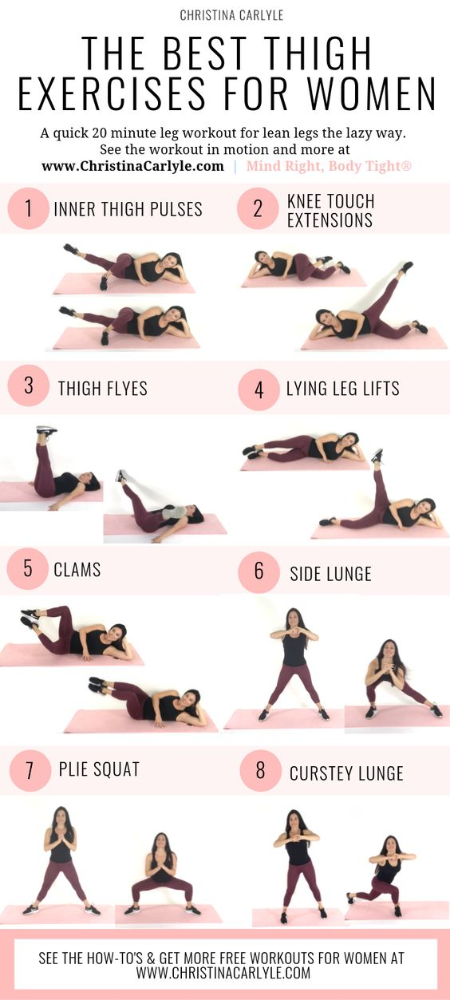 CHRISTINA CARLYLE
THE BEST THIGH
EXERCISES FOR WOMEN
A quick 20 minute leg workout for lean legs the lazy way.
See the workout in motion and more at
www.ChristinaCarlyle.com | Mind Right, Body Tight®
1 INNER THIGH PULSES
2 KNEE TOUCH
EXTENSIONS
3 THIGH FLYES
4 LYING LEG LIFTS
5 CLAMS
6 SIDE LUNGE
7 PLIE SQUAT
8 CURSTEY LUNGE
SEE THE HOW-TO'S & GET MORE FREE WORKOUTS FOR WOMEN AT
WWW.CHRISTINACARLYLE.COM